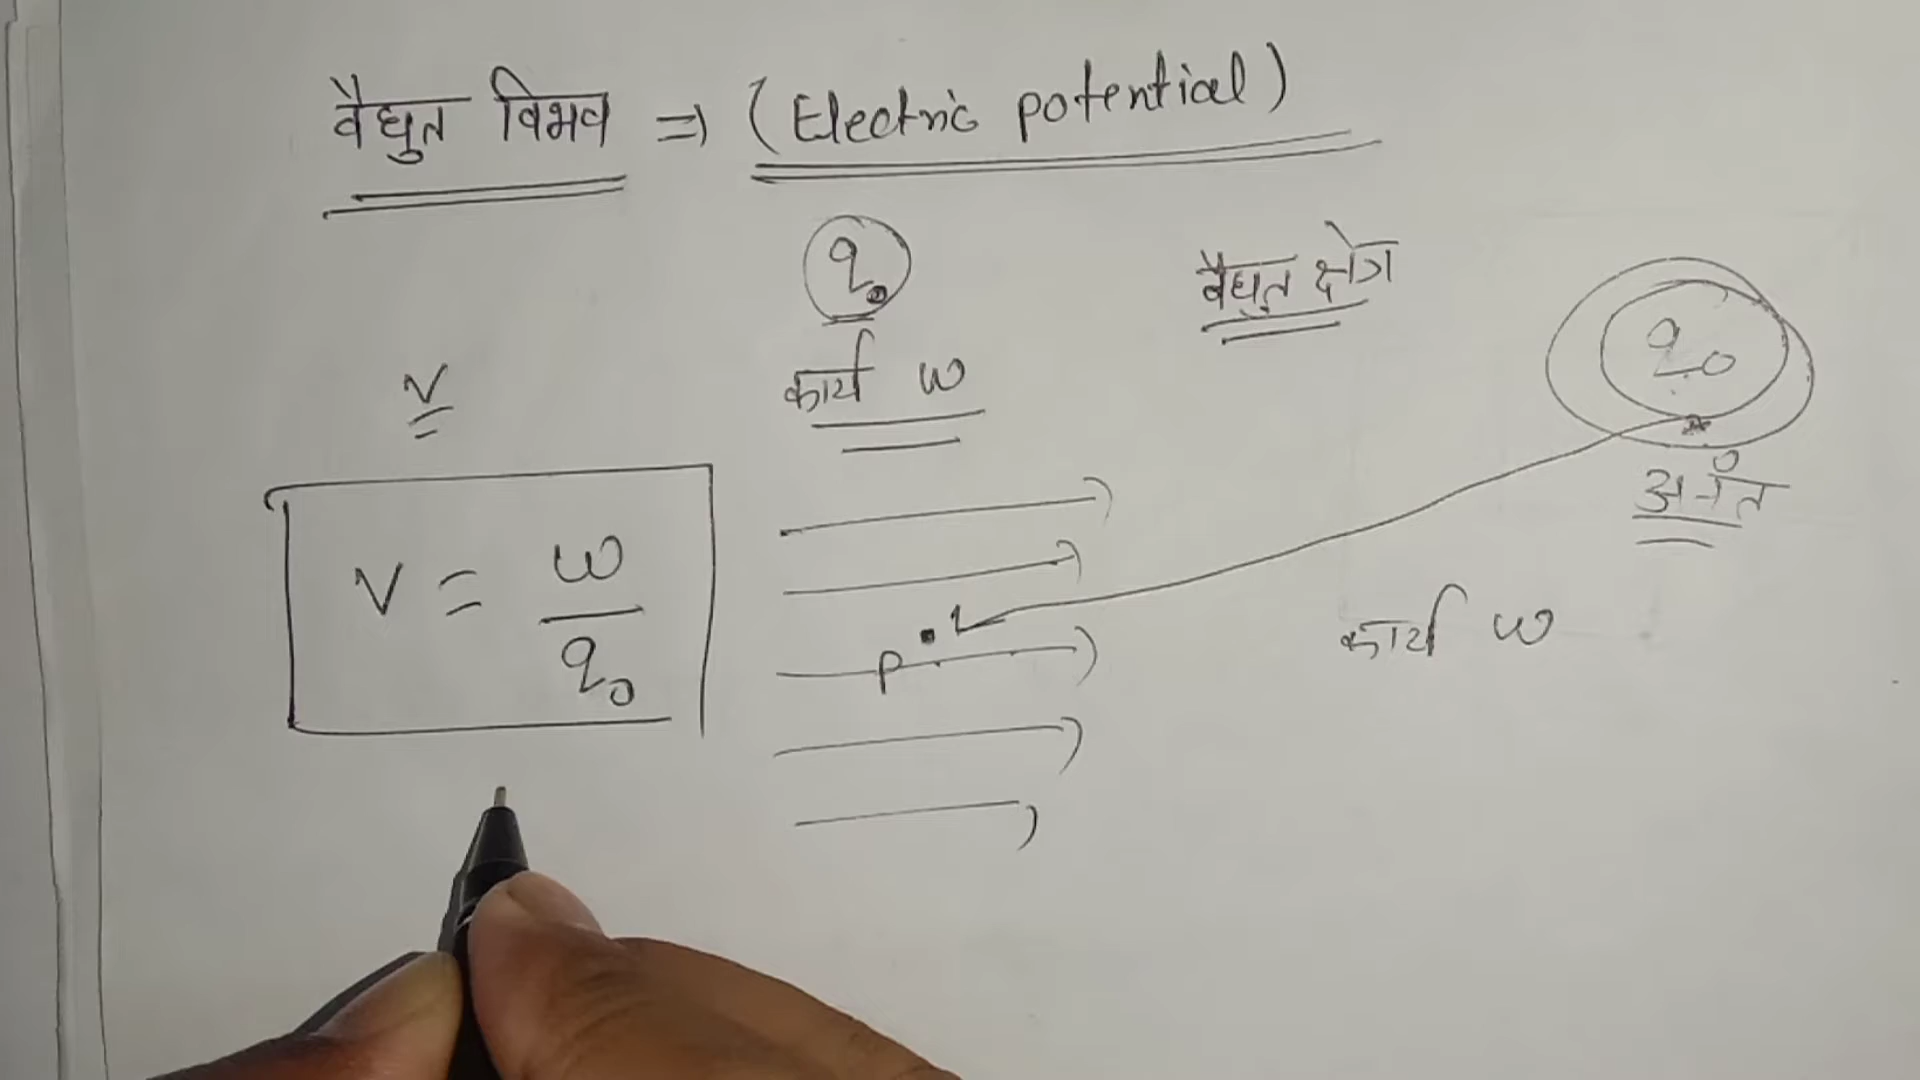 वैधुत विभव ⇒ (Electric potential)
q₀
वैधुत क्षेत्र
q₀
V
कार्य W
अनंत
V = W / q₀
P
कार्य W